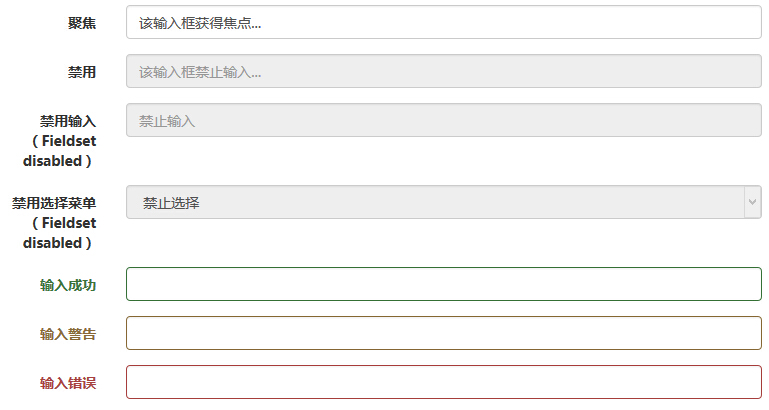 聚焦
该输入框获得焦点...
禁用
该输入框禁止输入...
禁用输入
（Fieldset
disabled）
禁止输入
禁用选择菜单
（Fieldset
disabled）
禁止选择
输入成功
输入警告
输入错误